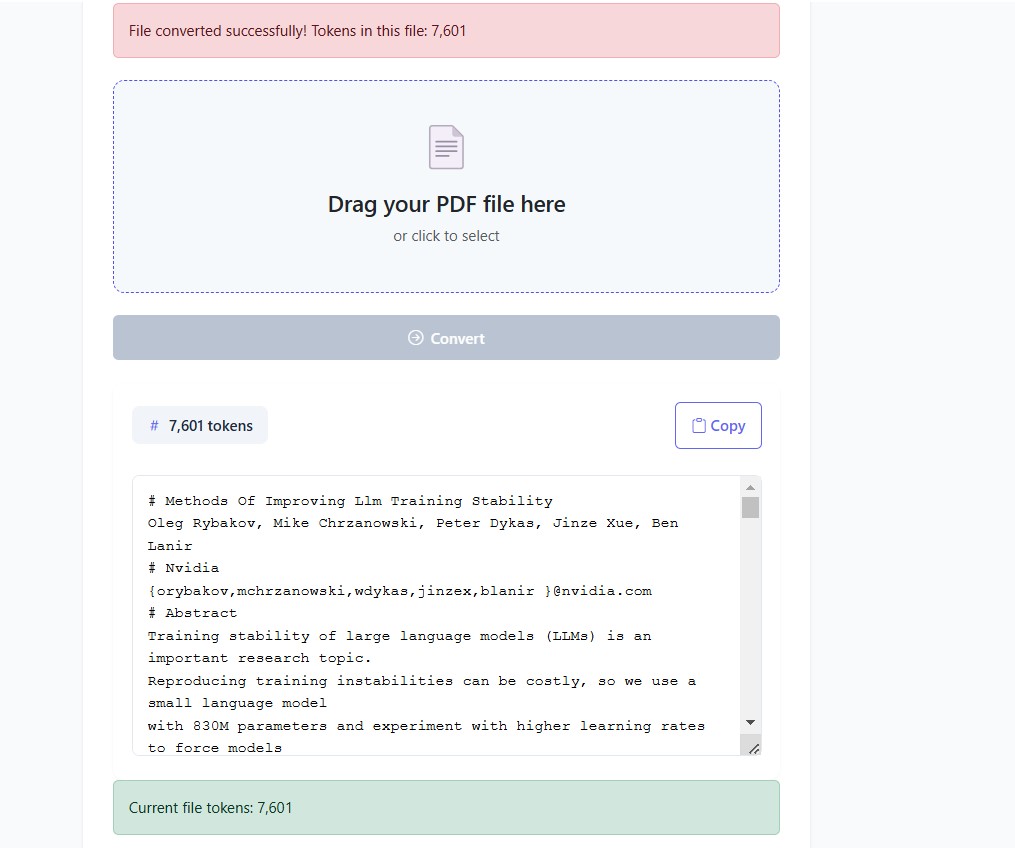 File converted successfully! Tokens in this file: 7,601
Drag your PDF file here
or click to select
Convert
# 7,601 tokens
Copy
# Methods Of Improving Llm Training Stability
Oleg Rybakov, Mike Chrzanowski, Peter Dykas, Jinze Xue, Ben
Lanir
# Nvidia
{orybakov,mchrzanowski,wdykas,jinzex,blanir }@nvidia.com
# Abstract
Training stability of large language models (LLMs) is an
important research topic.
Reproducing training instabilities can be costly, so we use a
small language model
with 830M parameters and experiment with higher learning rates
to force models
Current file tokens: 7,601